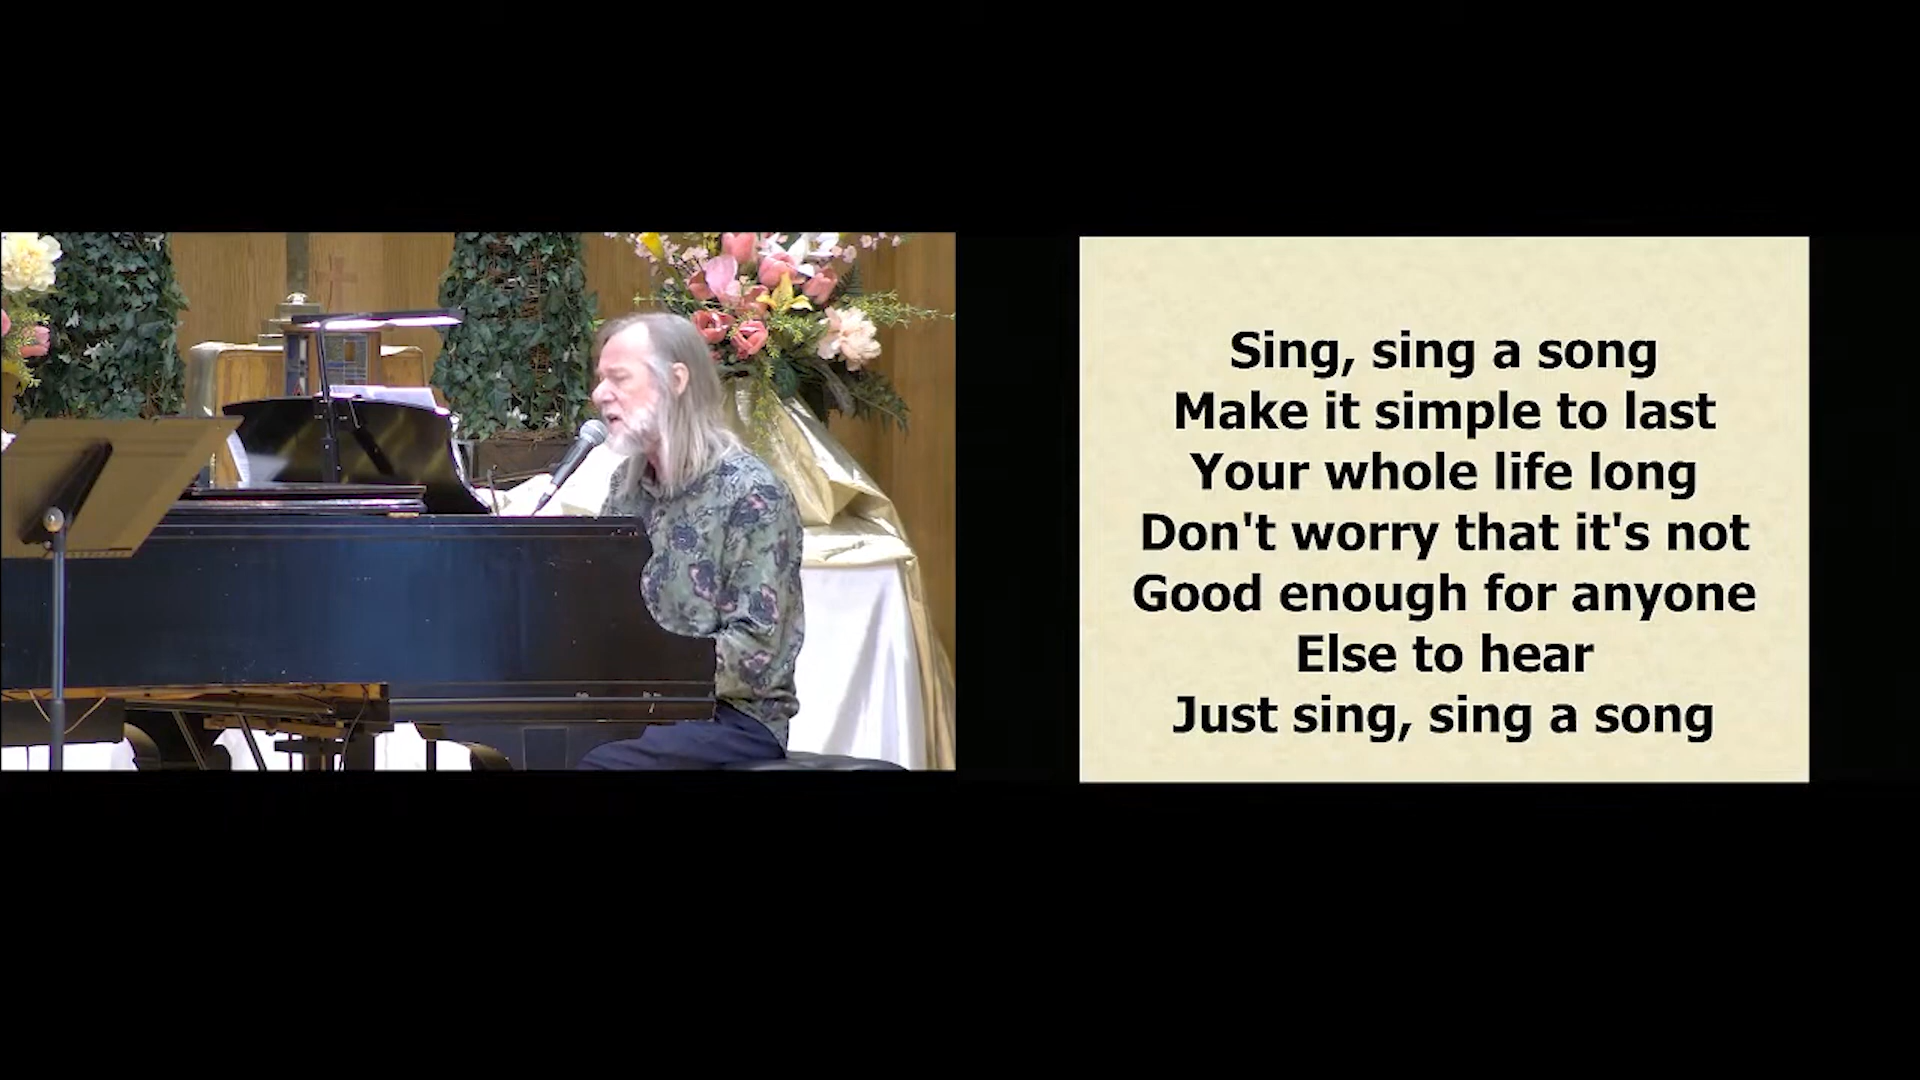 Sing, sing a song
Make it simple to last
Your whole life long
Don't worry that it's not
Good enough for anyone
Else to hear
Just sing, sing a song